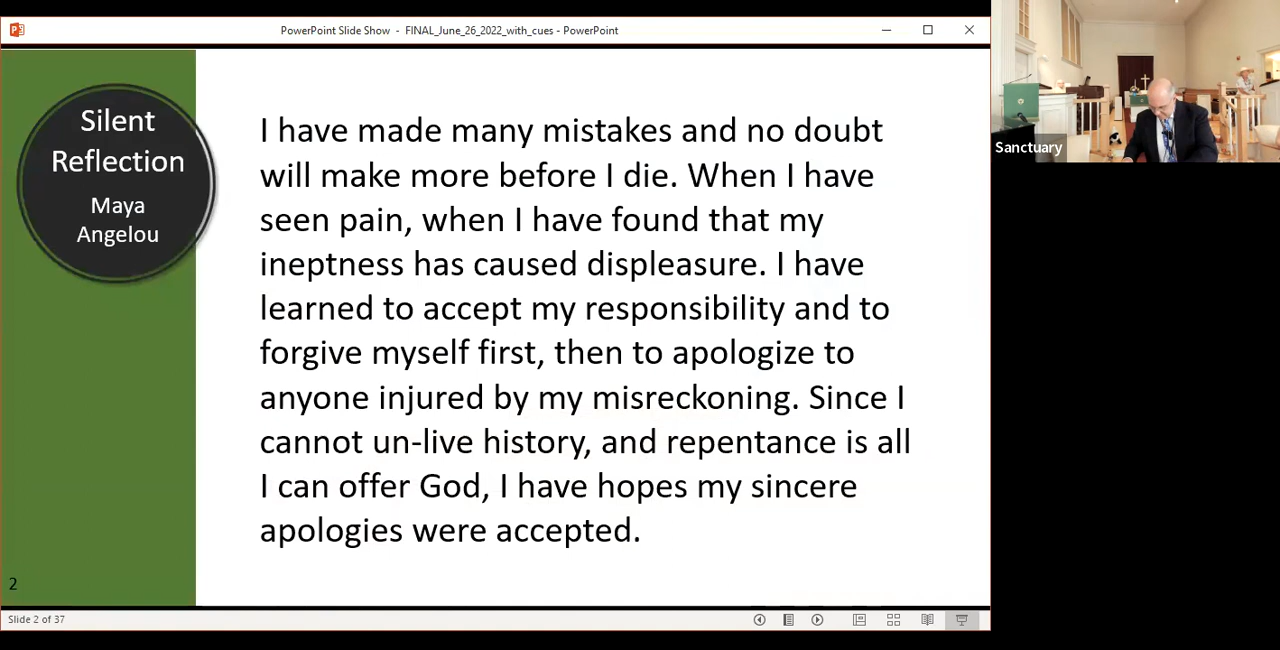 PowerPoint Slide Show - FINAL_June_26_2022_with_cues - PowerPoint
Silent
Reflection
Maya
Angelou
I have made many mistakes and no doubt
will make more before I die. When I have
seen pain, when I have found that my
ineptness has caused displeasure. I have
learned to accept my responsibility and to
forgive myself first, then to apologize to
anyone injured by my misreckoning. Since I
cannot un-live history, and repentance is all
I can offer God, I have hopes my sincere
apologies were accepted.
2
Slide 2 of 37
Sanctuary